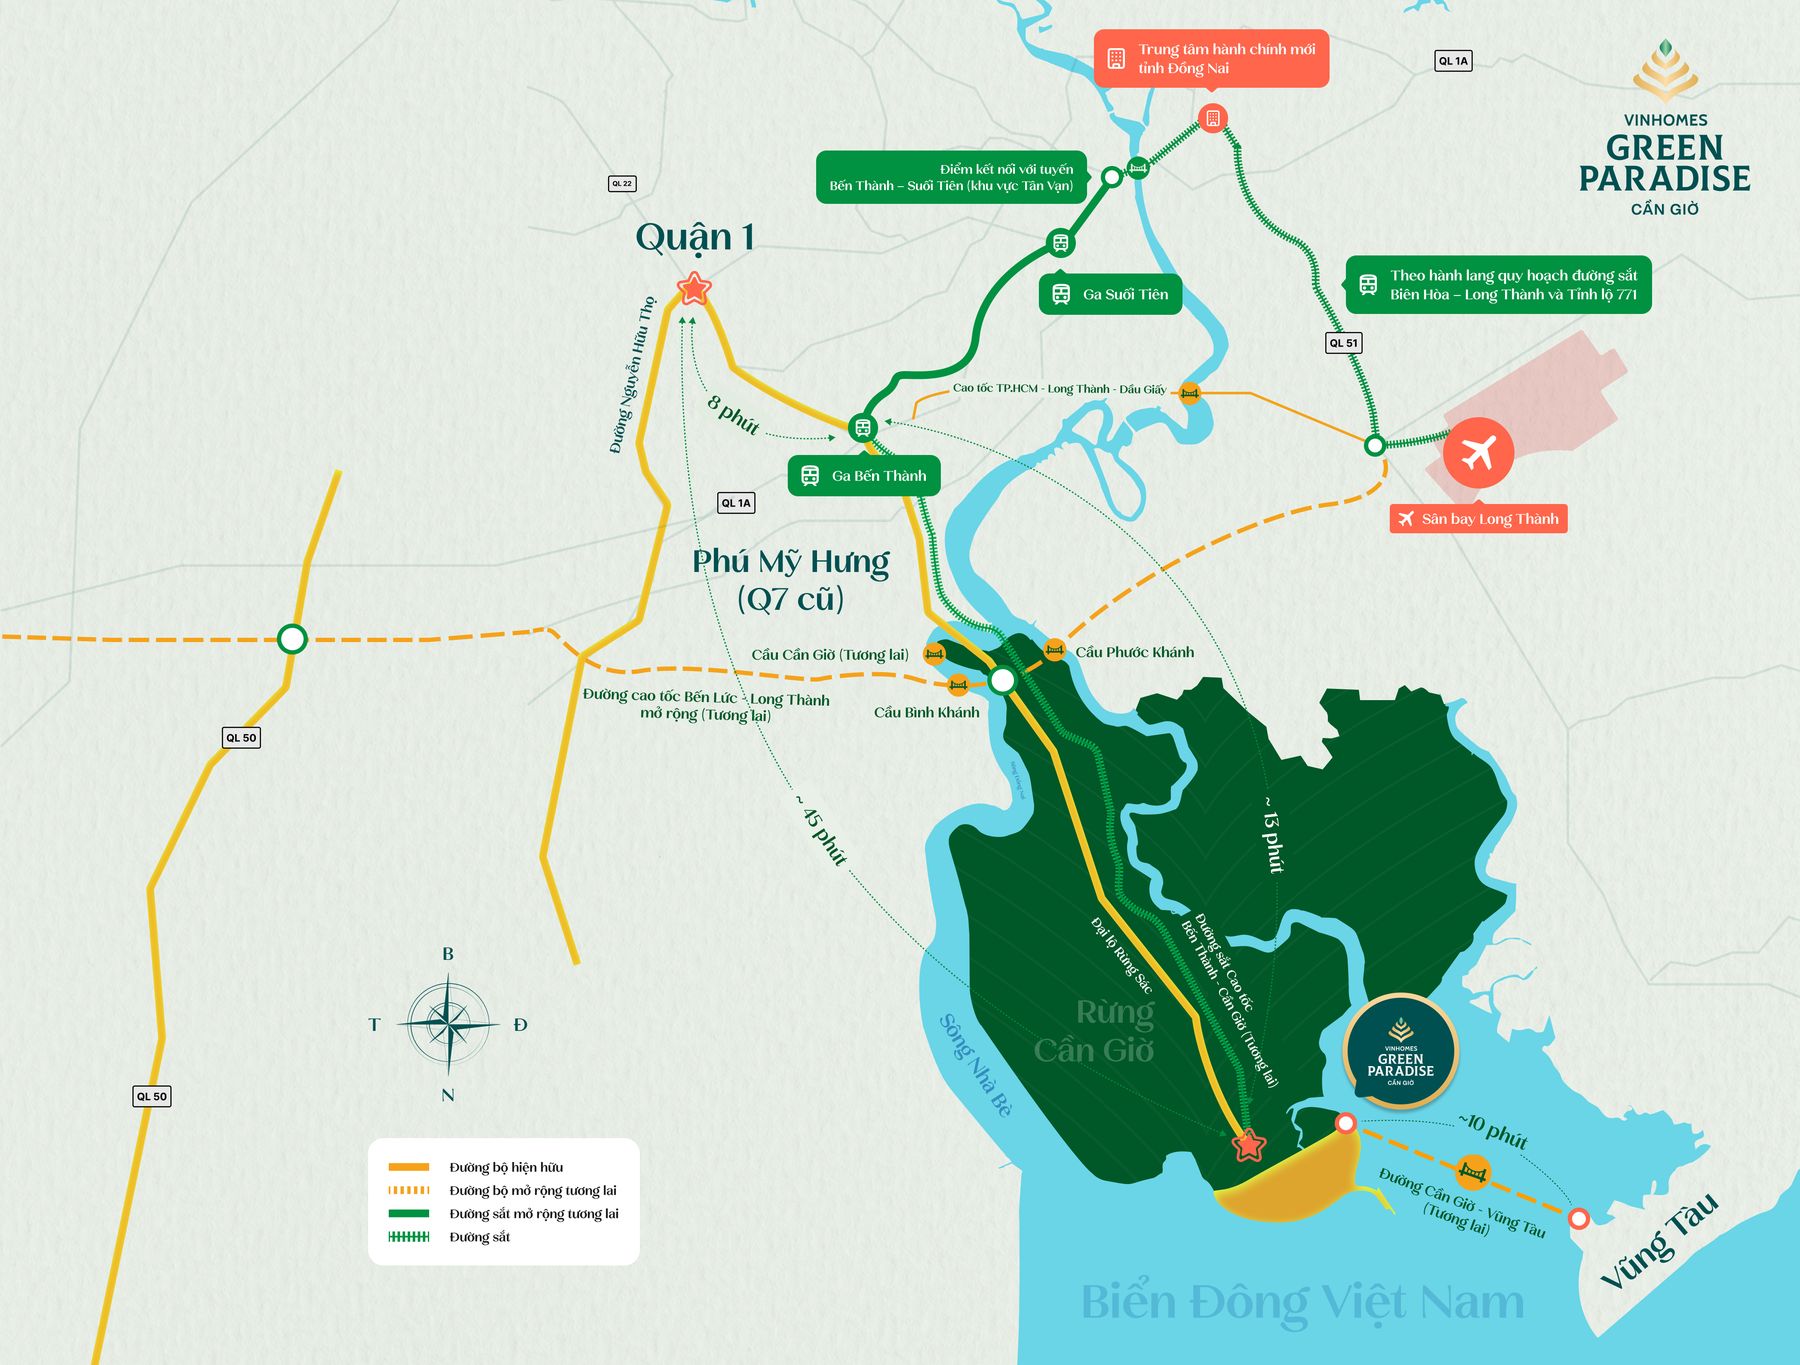 Trung tâm hành chính mới
tỉnh Đồng Nai
QL 1A
VINHOMES
GREEN
PARADISE
CẦN GIỜ
Điểm kết nối với tuyến
Bến Thành – Suối Tiên (khu vực Tân Vạn)
QL 22
Quận 1
Ga Suối Tiên
Theo hành lang quy hoạch đường sắt
Biên Hòa – Long Thành và Tỉnh lộ 771
QL 51
Đường Nguyễn Hữu Thọ
8 phút
Cao tốc TP.HCM - Long Thành - Dầu Giấy
Ga Bến Thành
QL 1A
Sân bay Long Thành
Phú Mỹ Hưng
(Q7 cũ)
Cầu Cần Giờ (Tương lai)
Cầu Phước Khánh
Đường cao tốc Bến Lức - Long Thành
mở rộng (Tương lai)
Cầu Bình Khánh
QL 50
~ 45 phút
~ 13 phút
Đại lộ Rừng Sác
Đường sắt Cao tốc
Bến Thành - Cần Giờ (Tương lai)
B
T
Đ
N
Rừng
Cần Giờ
Sông Nhà Bè
VINHOMES
GREEN
PARADISE
CẦN GIỜ
QL 50
~10 phút
Đường Cần Giờ - Vũng Tàu
(Tương lai)
Vũng Tàu
Đường bộ hiện hữu
Đường bộ mở rộng tương lai
Đường sắt mở rộng tương lai
Đường sắt
Biển Đông Việt Nam